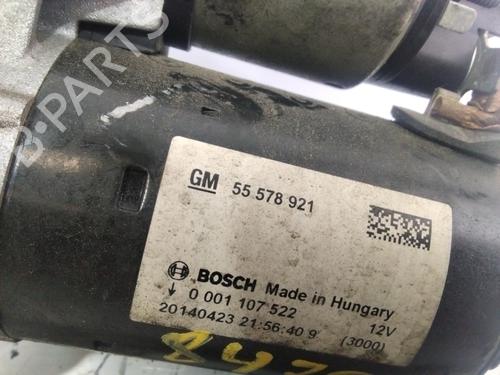 B-PARTS
GM 55 578 921
BOSCH Made in Hungary
0 001 107 522 12V
20140423 21:56:40 9 (3000)